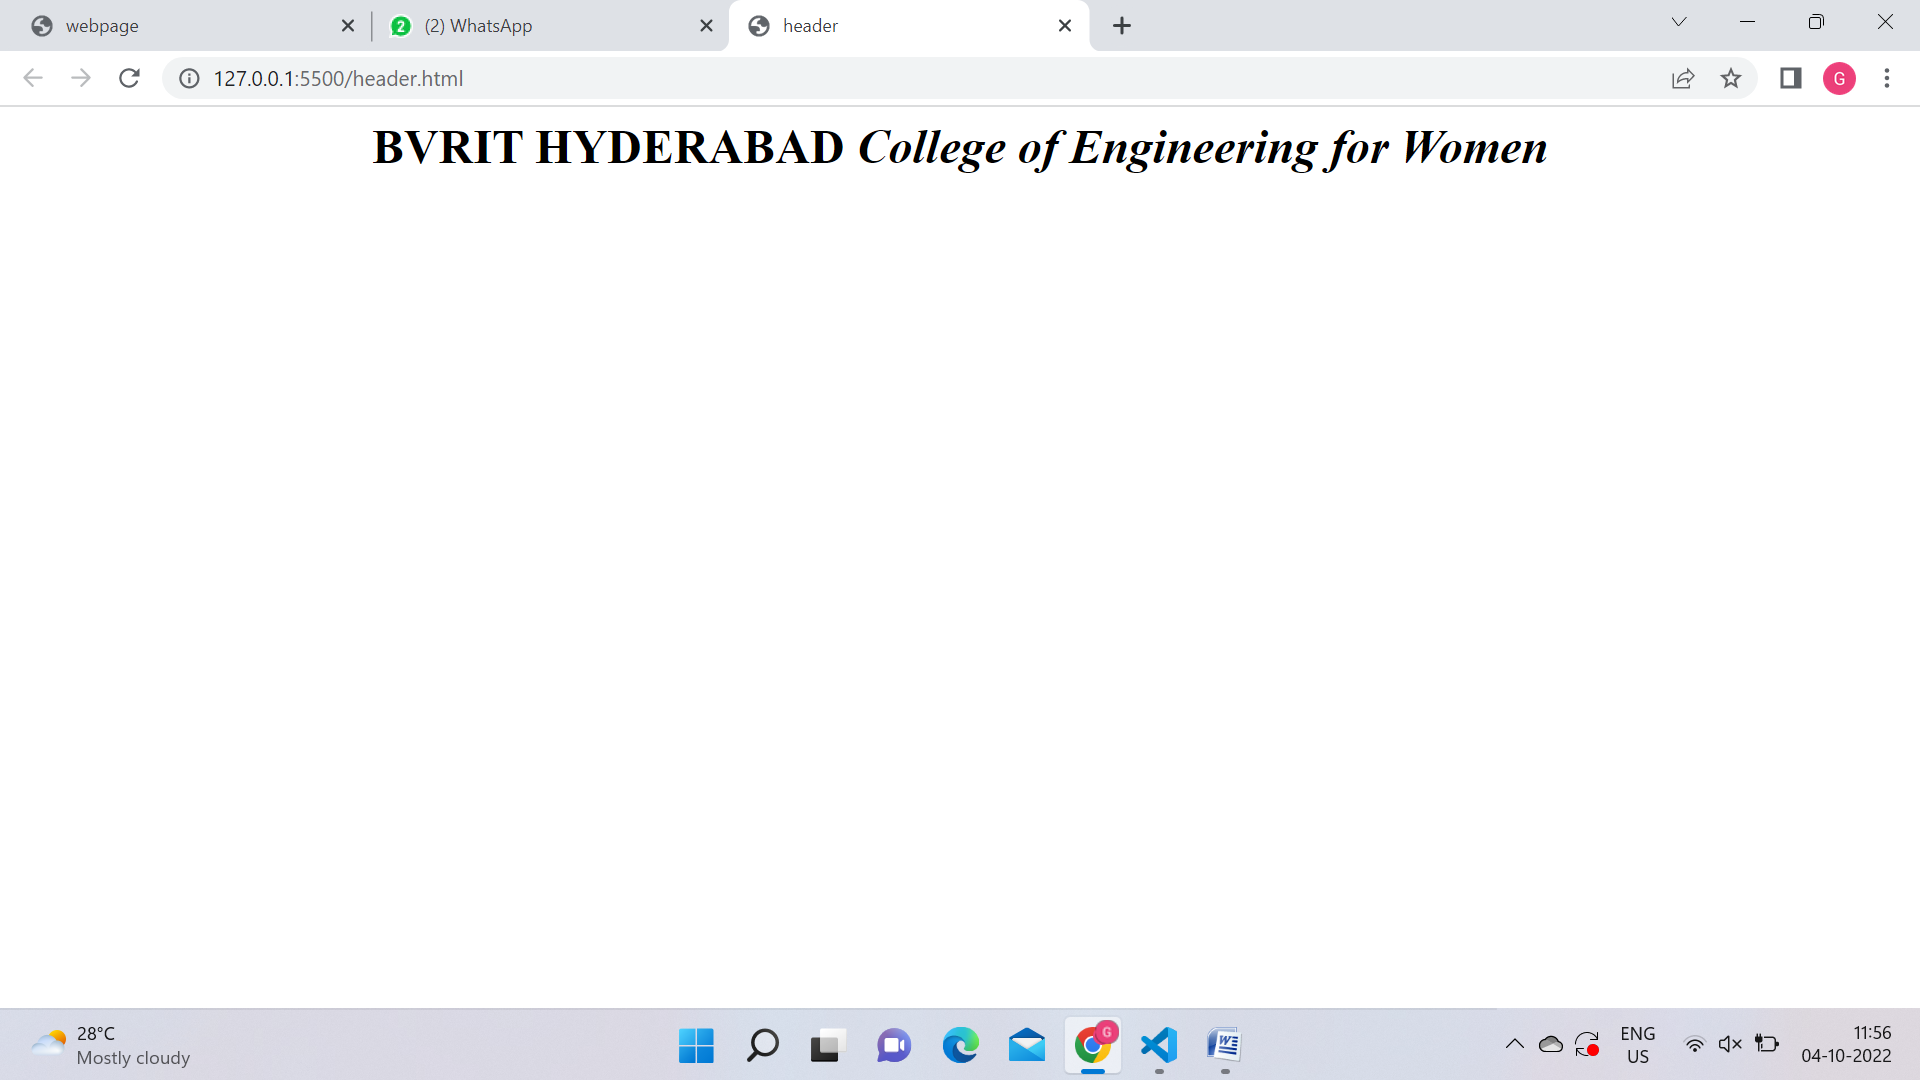 webpage
2 (2) WhatsApp
header
127.0.0.1:5500/header.html
G
BVRIT HYDERABAD College of Engineering for Women
28°C
Mostly cloudy
G
W
ENG
US
11:56
04-10-2022